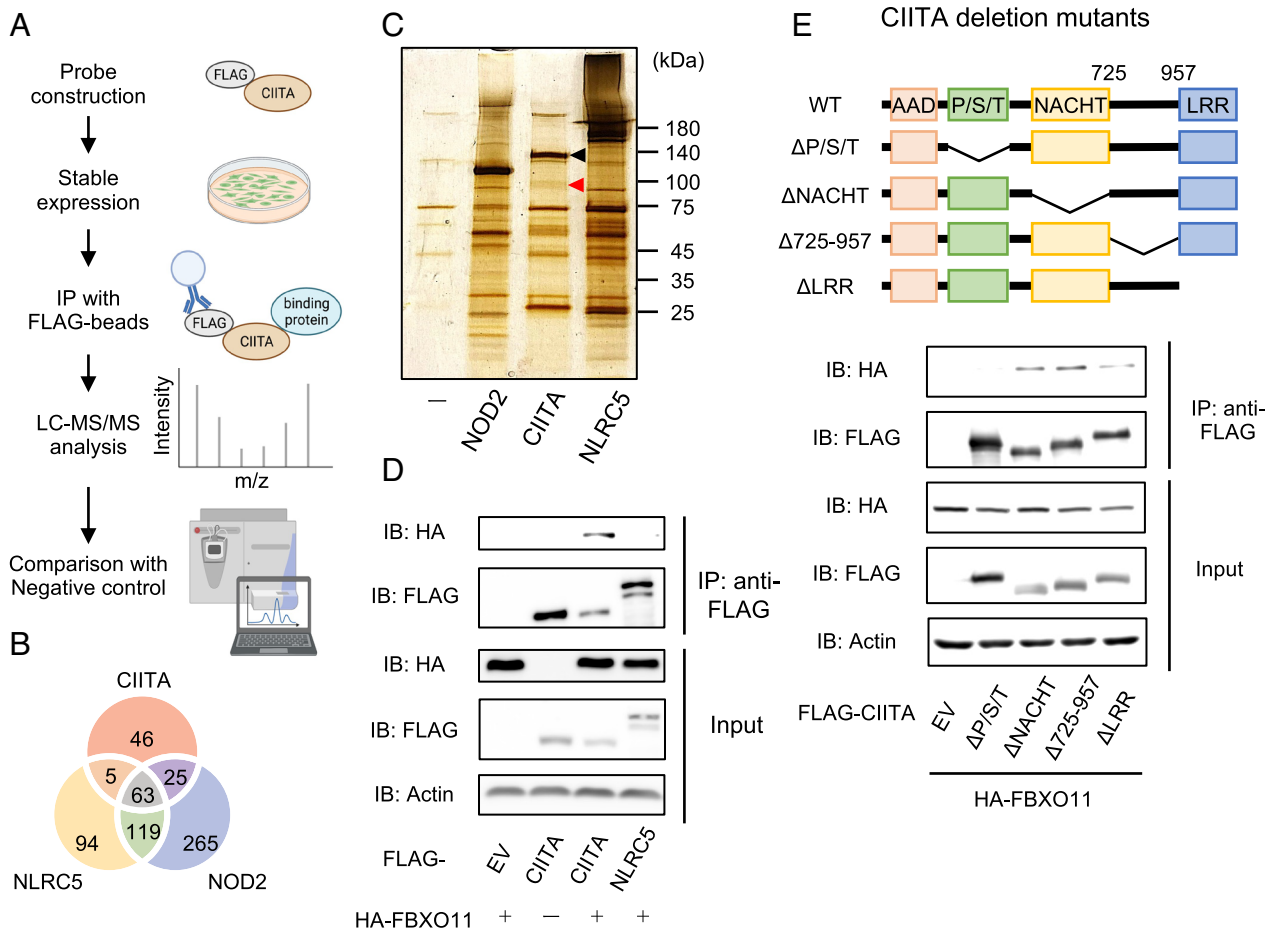 A
Probe
construction
FLAG
CIITA
Stable
expression
IP with
FLAG-beads
FLAG
CIITA
binding
protein
LC-MS/MS
analysis
Intensity
m/z
Comparison with
Negative control
B
CIITA
46
5
25
63
94
119
265
NLRC5
NOD2
C
(kDa)
180
140
100
75
45
35
25
—
NOD2
CIITA
NLRC5
D
IB: HA
IB: FLAG
IP: anti-
FLAG
IB: HA
IB: FLAG
Input
IB: Actin
FLAG-
EV
CIITA
CIITA
NLRC5
HA-FBXO11
+ — + +
E
CIITA deletion mutants
725 957
WT
AAD
P/S/T
NACHT
LRR
ΔP/S/T
ΔNACHT
Δ725-957
ΔLRR
IB: HA
IB: FLAG
IP: anti-
FLAG
IB: HA
IB: FLAG
Input
IB: Actin
FLAG-CIITA
EV
ΔP/S/T
ΔNACHT
Δ725-957
ΔLRR
HA-FBXO11